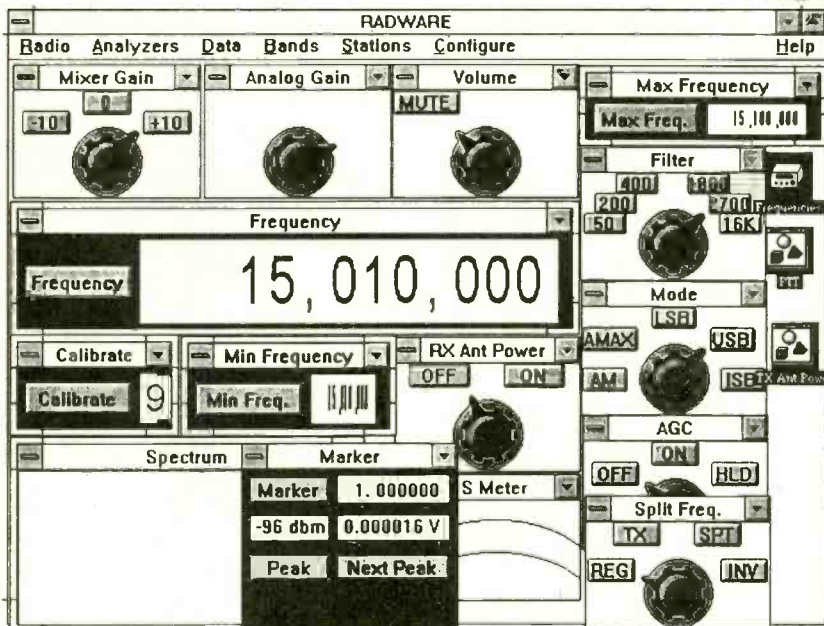 RADWARE
Radio Analyzers Data Bands Stations Configure Help
Mixer Gain
-10
0
+10
Analog Gain
Volume
MUTE
Max Frequency
Max Freq. 15,100,000
Filter
50
200
400
1800
2700
16K
Frequencies
Frequency
Frequency 15,010,000
Mode
AM
AMAX
LSB
USB
ISB
TX Ant Pow
Calibrate
Calibrate 9
Min Frequency
Min Freq.
RX Ant Power
OFF ON
AGC
OFF
ON
HLD
Spectrum
Marker
Marker 1.000000
-96 dbm 0.000016 V
Peak Next Peak
S Meter
Split Freq.
REG
TX
SPT
INV